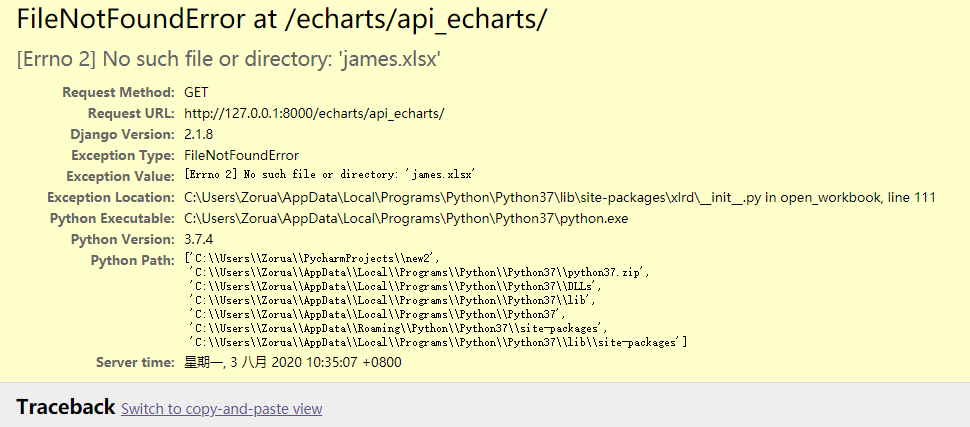 FileNotFoundError at /echarts/api_echarts/
[Errno 2] No such file or directory: 'james.xlsx'
Request Method: GET
Request URL: http://127.0.0.1:8000/echarts/api_echarts/
Django Version: 2.1.8
Exception Type: FileNotFoundError
Exception Value: [Errno 2] No such file or directory: 'james.xlsx'
Exception Location: C:\Users\Zorua\AppData\Local\Programs\Python\Python37\lib\site-packages\xlrd\__init__.py in open_workbook, line 111
Python Executable: C:\Users\Zorua\AppData\Local\Programs\Python\Python37\python.exe
Python Version: 3.7.4
Python Path: ['C:\\Users\\Zorua\\PycharmProjects\\new2',
'C:\\Users\\Zorua\\AppData\\Local\\Programs\\Python\\Python37\\python37.zip',
'C:\\Users\\Zorua\\AppData\\Local\\Programs\\Python\\Python37\\DLLs',
'C:\\Users\\Zorua\\AppData\\Local\\Programs\\Python\\Python37\\lib',
'C:\\Users\\Zorua\\AppData\\Local\\Programs\\Python\\Python37',
'C:\\Users\\Zorua\\AppData\\Roaming\\Python\\Python37\\site-packages',
'C:\\Users\\Zorua\\AppData\\Local\\Programs\\Python\\Python37\\lib\\site-packages']
Server time: 星期一, 3 八月 2020 10:35:07 +0800
Traceback Switch to copy-and-paste view